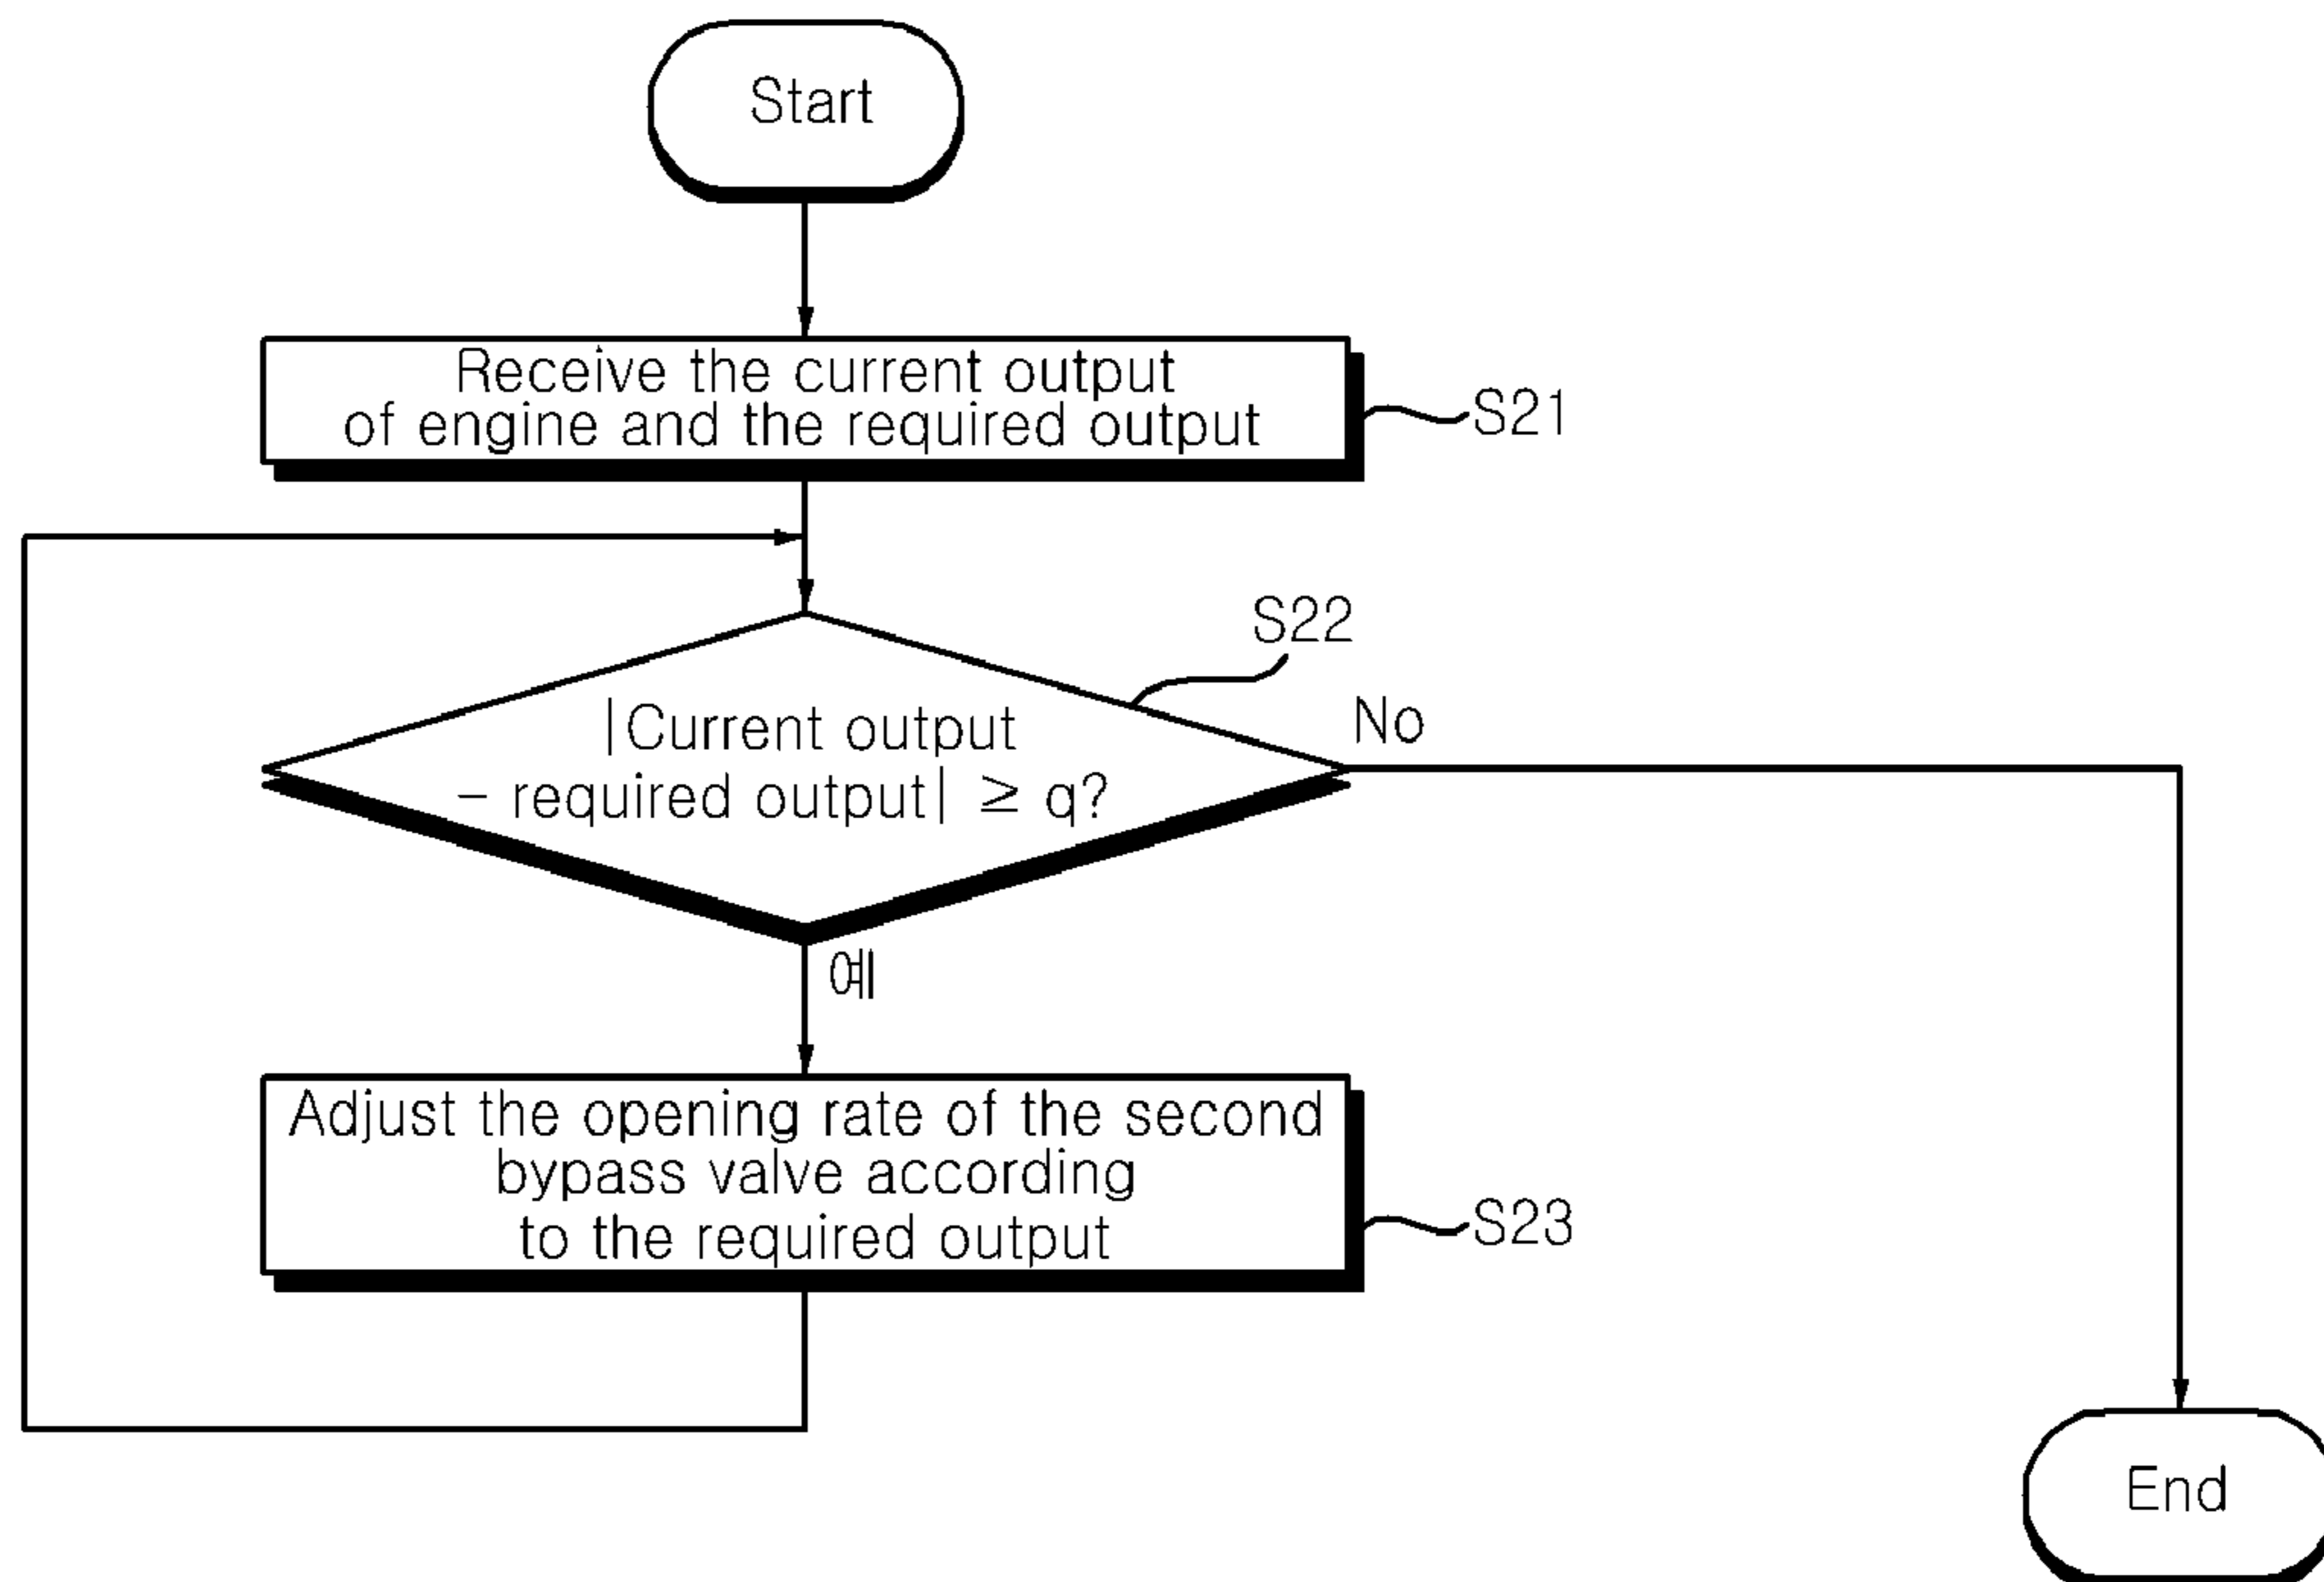 Start
Receive the current output
of engine and the required output
S21
S22
|Current output
- required output| ≥ q?
No
예
Adjust the opening rate of the second
bypass valve according
to the required output
S23
End